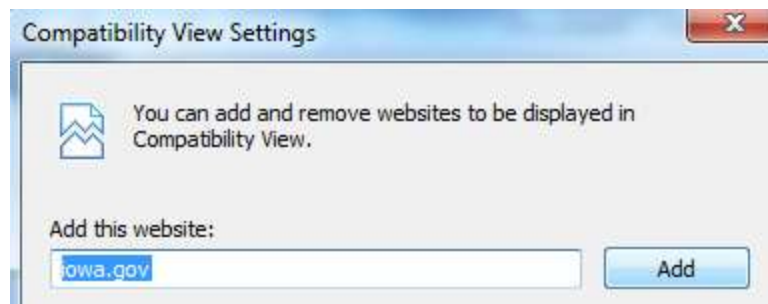 Compatibility View Settings
You can add and remove websites to be displayed in
Compatibility View.
Add this website:
iowa.gov
Add